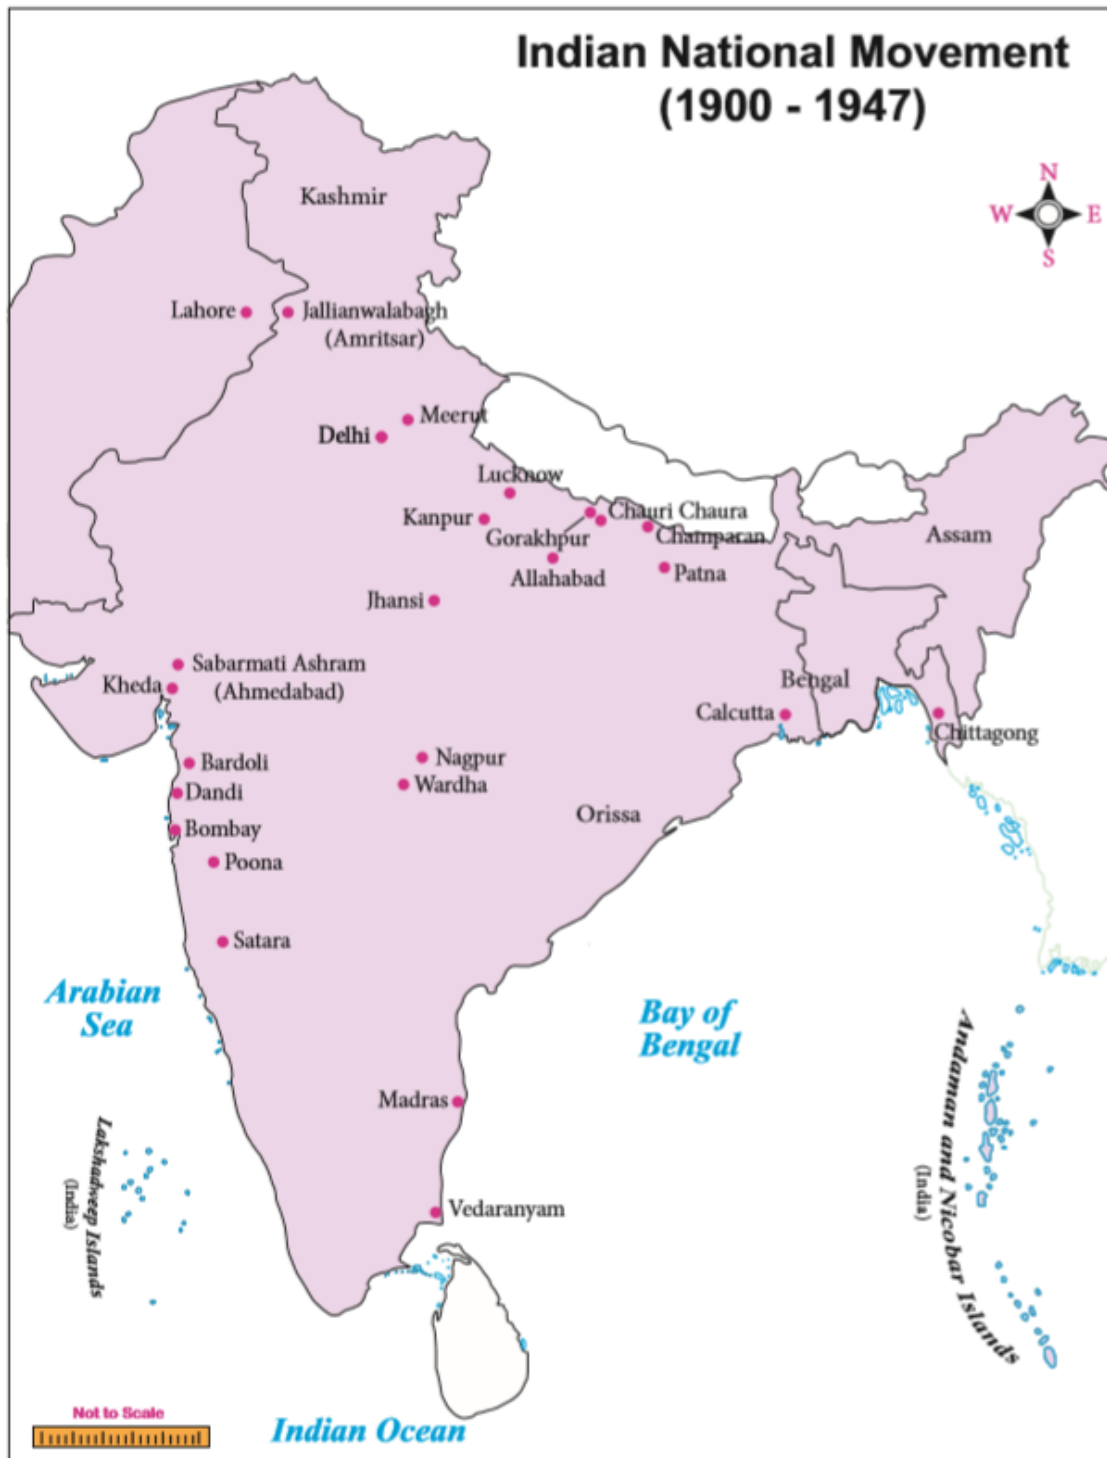 Indian National Movement
(1900 - 1947)
N
W E
S
Kashmir
Lahore
Jallianwalabagh
(Amritsar)
Meerut
Delhi
Lucknow
Kanpur
Chauri Chaura
Gorakhpur
Champaran
Assam
Allahabad
Patna
Jhansi
Sabarmati Ashram
(Ahmedabad)
Kheda
Bengal
Calcutta
Chittagong
Nagpur
Bardoli
Wardha
Dandi
Orissa
Bombay
Poona
Satara
Arabian
Sea
Bay of
Bengal
Madras
Lakshadweep Islands
(India)
Andaman and Nicobar Islands
(India)
Vedaranyam
Not to Scale
Indian Ocean